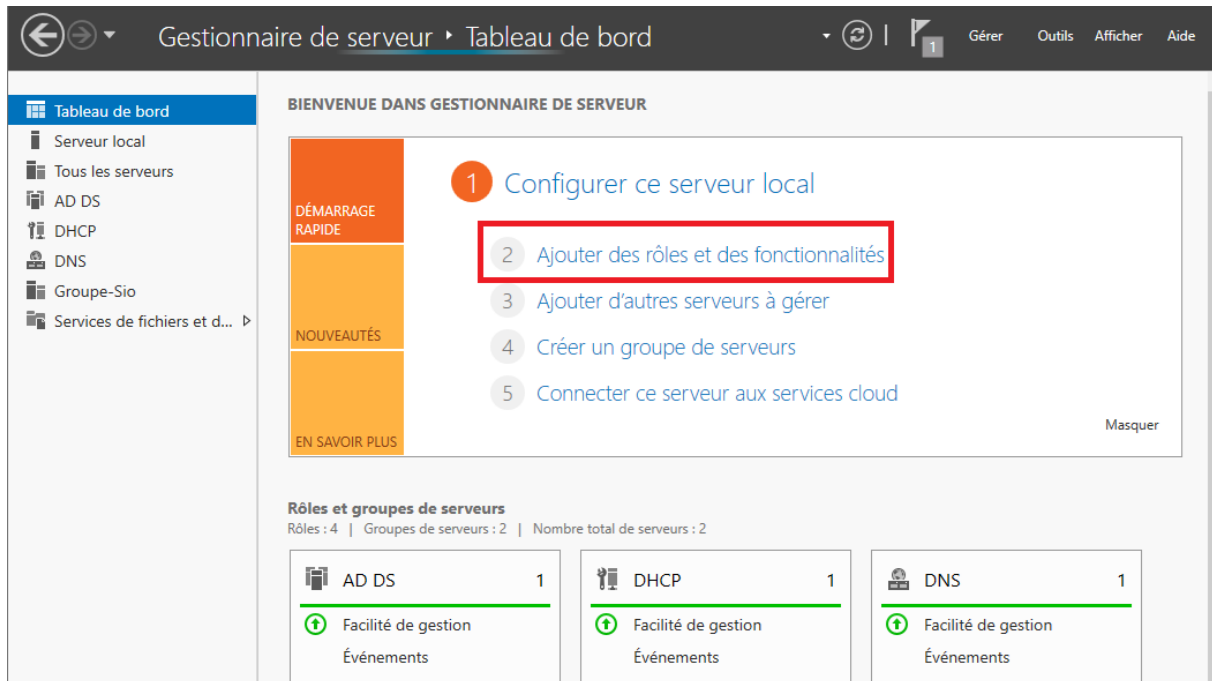 Gestionnaire de serveur ‣ Tableau de bord
1
Gérer
Outils
Afficher
Aide
Tableau de bord
Serveur local
Tous les serveurs
AD DS
DHCP
DNS
Groupe-Sio
Services de fichiers et d...
BIENVENUE DANS GESTIONNAIRE DE SERVEUR
DÉMARRAGE
RAPIDE
NOUVEAUTÉS
EN SAVOIR PLUS
1 Configurer ce serveur local
2 Ajouter des rôles et des fonctionnalités
3 Ajouter d’autres serveurs à gérer
4 Créer un groupe de serveurs
5 Connecter ce serveur aux services cloud
Masquer
Rôles et groupes de serveurs
Rôles : 4 | Groupes de serveurs : 2 | Nombre total de serveurs : 2
AD DS 1
Facilité de gestion
Événements
DHCP 1
Facilité de gestion
Événements
DNS 1
Facilité de gestion
Événements